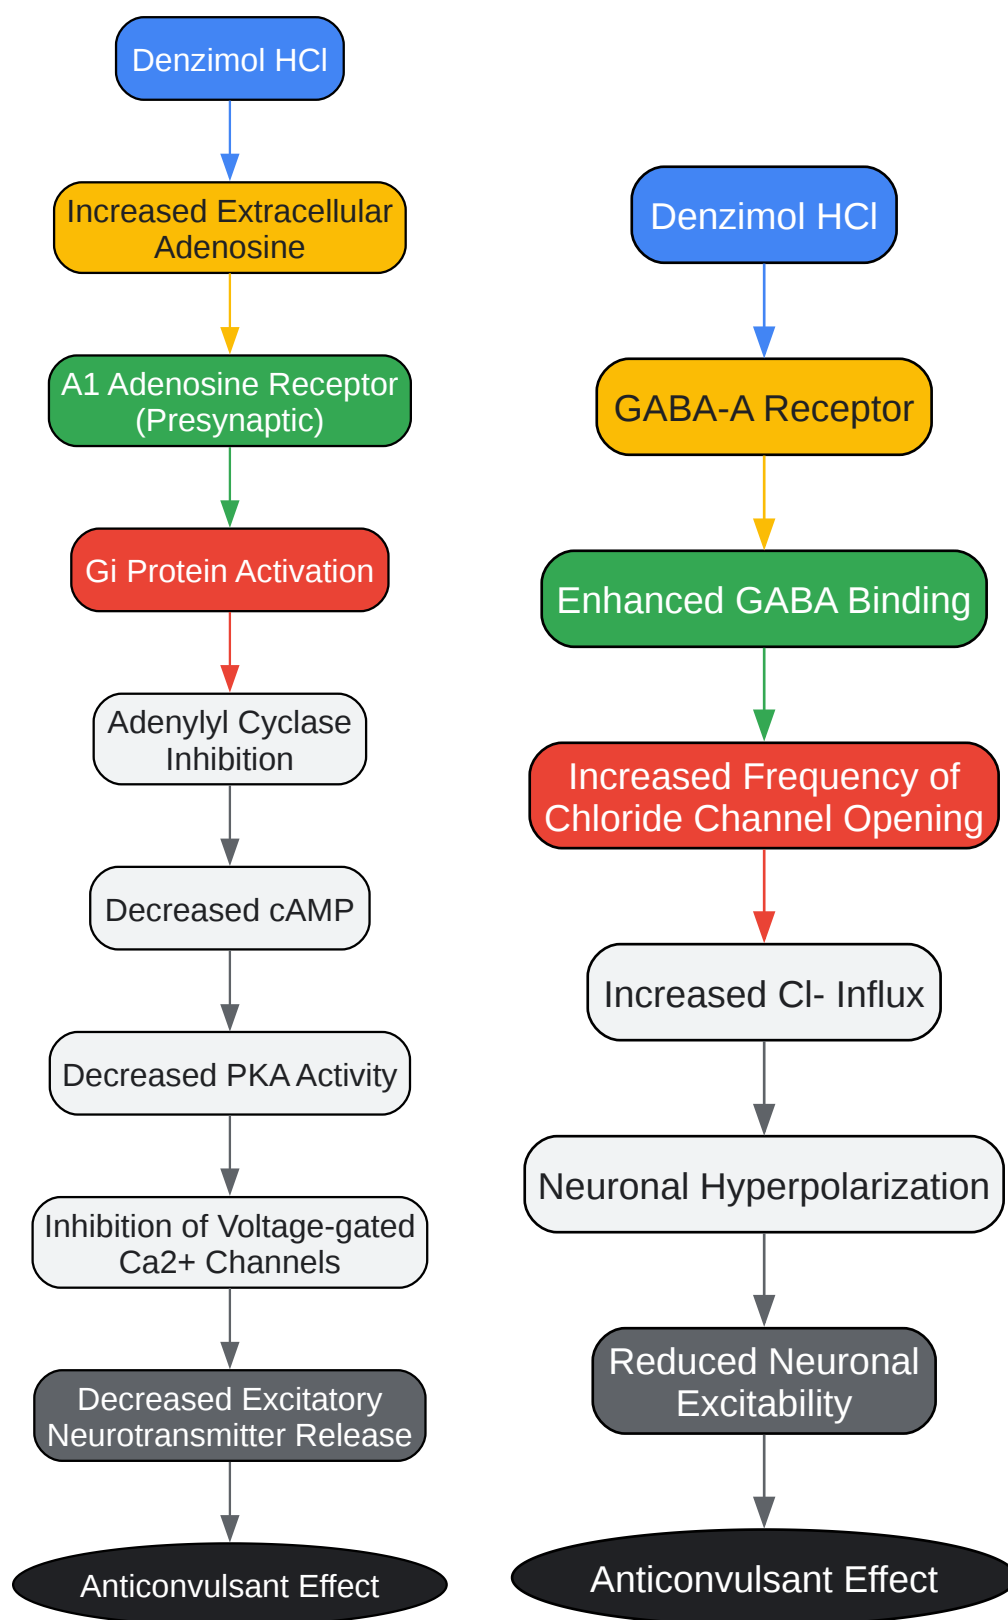 Denzimol HCl
Increased Extracellular
Adenosine
A1 Adenosine Receptor
(Presynaptic)
Gi Protein Activation
Adenylyl Cyclase
Inhibition
Decreased cAMP
Decreased PKA Activity
Inhibition of Voltage-gated
Ca2+ Channels
Decreased Excitatory
Neurotransmitter Release
Anticonvulsant Effect
Denzimol HCl
GABA-A Receptor
Enhanced GABA Binding
Increased Frequency of
Chloride Channel Opening
Increased Cl- Influx
Neuronal Hyperpolarization
Reduced Neuronal
Excitability
Anticonvulsant Effect